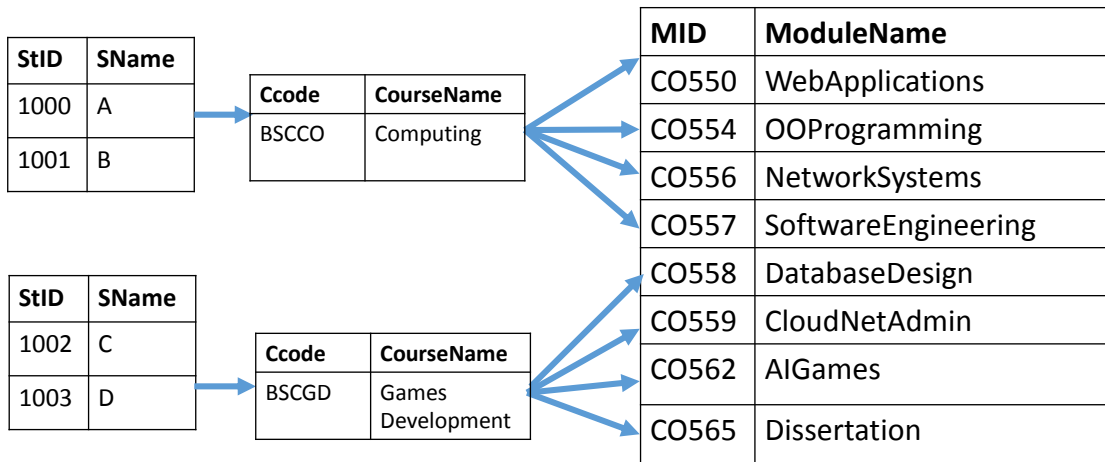 StID SName
1000 A
1001 B
Ccode CourseName
BSCCO Computing
StID SName
1002 C
1003 D
Ccode CourseName
BSCGD Games
Development
MID ModuleName
CO550 WebApplications
CO554 OOProgramming
CO556 NetworkSystems
CO557 SoftwareEngineering
CO558 DatabaseDesign
CO559 CloudNetAdmin
CO562 AIGames
CO565 Dissertation